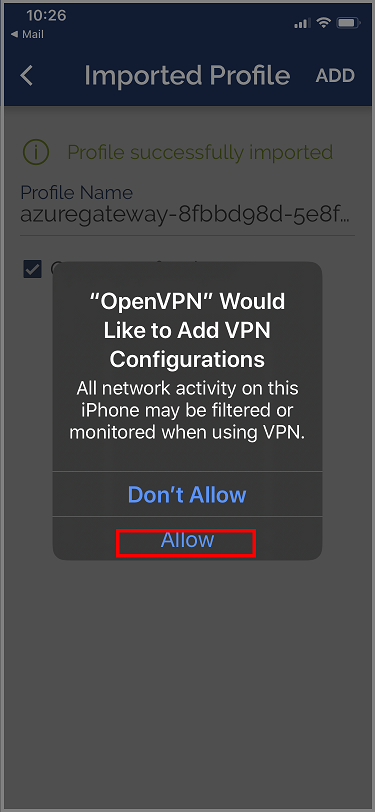 10:26
Mail
Imported Profile
ADD
Profile successfully imported
Profile Name
azuregateway-8fbbd98d-5e8f...
“OpenVPN” Would
Like to Add VPN
Configurations
All network activity on this
iPhone may be filtered or
monitored when using VPN.
Don’t Allow
Allow